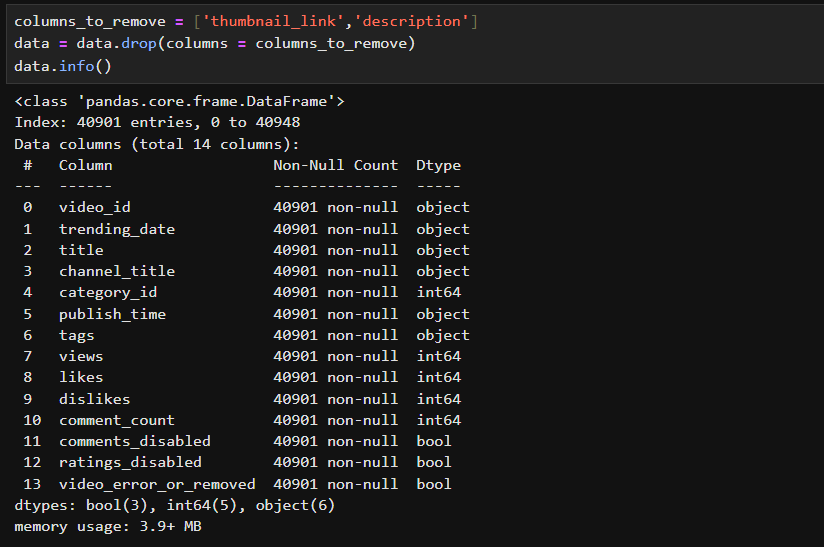 columns_to_remove = ['thumbnail_link','description']
data = data.drop(columns = columns_to_remove)
data.info()
<class 'pandas.core.frame.DataFrame'>
Index: 40901 entries, 0 to 40948
Data columns (total 14 columns):
 #   Column                  Non-Null Count  Dtype
---  ------                  --------------  -----
 0   video_id                40901 non-null  object
 1   trending_date           40901 non-null  object
 2   title                   40901 non-null  object
 3   channel_title           40901 non-null  object
 4   category_id             40901 non-null  int64
 5   publish_time            40901 non-null  object
 6   tags                    40901 non-null  object
 7   views                   40901 non-null  int64
 8   likes                   40901 non-null  int64
 9   dislikes                40901 non-null  int64
 10  comment_count           40901 non-null  int64
 11  comments_disabled       40901 non-null  bool
 12  ratings_disabled        40901 non-null  bool
 13  video_error_or_removed  40901 non-null  bool
dtypes: bool(3), int64(5), object(6)
memory usage: 3.9+ MB